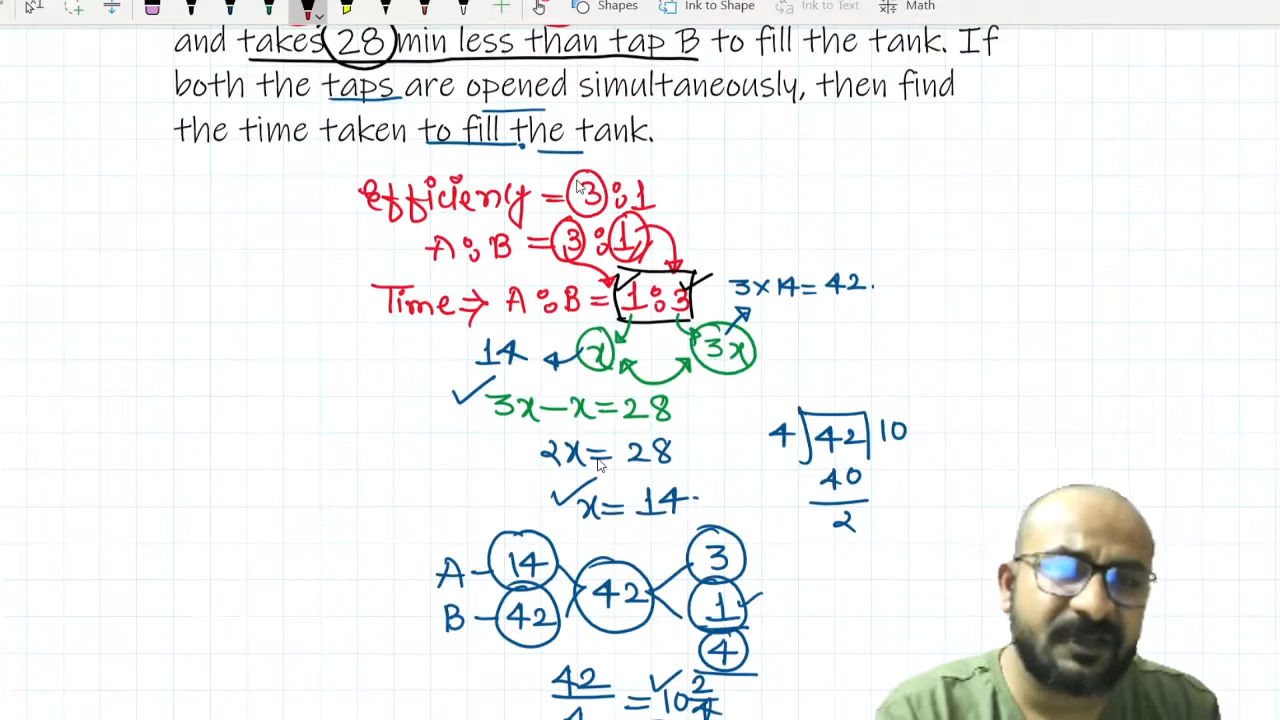 Shapes Ink to Shape Ink to Text Math
and takes 28 min less than tap B to fill the tank. If
both the taps are opened simultaneously, then find
the time taken to fill the tank.
Efficieny = 3:1
A:B = 3:1
Time⇒ A:B = 1:3
3×14=42.
14 x 3x
3x-x=28
2x= 28
x= 14.
4 42 10
40
2
A - 14 42 3
B - 42 1
4
42/4 = 10 2/4